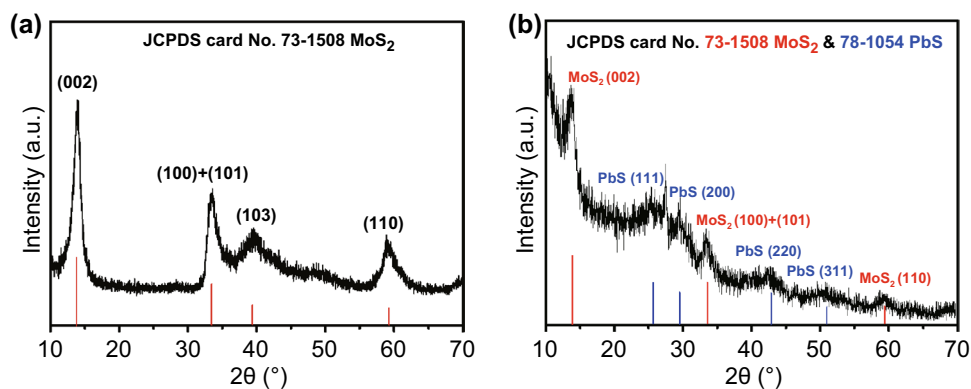 (a)
JCPDS card No. 73-1508 MoS₂
(002)
(100)+(101)
(103)
(110)
Intensity (a.u.)
10 20 30 40 50 60 70
2θ (°)
(b)
JCPDS card No. 73-1508 MoS₂ & 78-1054 PbS
MoS₂ (002)
PbS (111)
PbS (200)
MoS₂ (100)+(101)
PbS (220)
PbS (311)
MoS₂ (110)
Intensity (a.u.)
10 20 30 40 50 60 70
2θ (°)